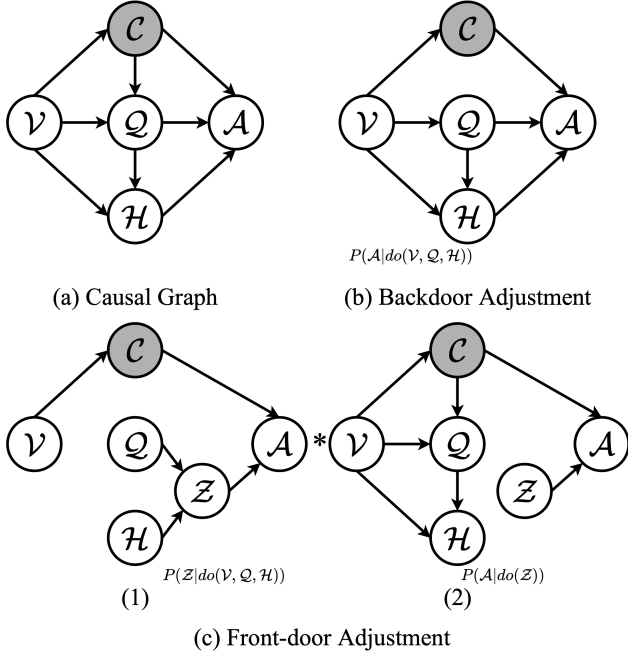 𝒞
𝒱 𝒬 𝒜
ℋ
(a) Causal Graph
𝒞
𝒱 𝒬 𝒜
ℋ
P(𝒜|do(𝒱, 𝒬, ℋ))
(b) Backdoor Adjustment
𝒞
𝒱 𝒬 𝒜
𝒵
ℋ
P(𝒵|do(𝒱, 𝒬, ℋ))
(1)
*
𝒞
𝒱 𝒬 𝒜
𝒵
ℋ
P(𝒜|do(𝒵))
(2)
(c) Front-door Adjustment